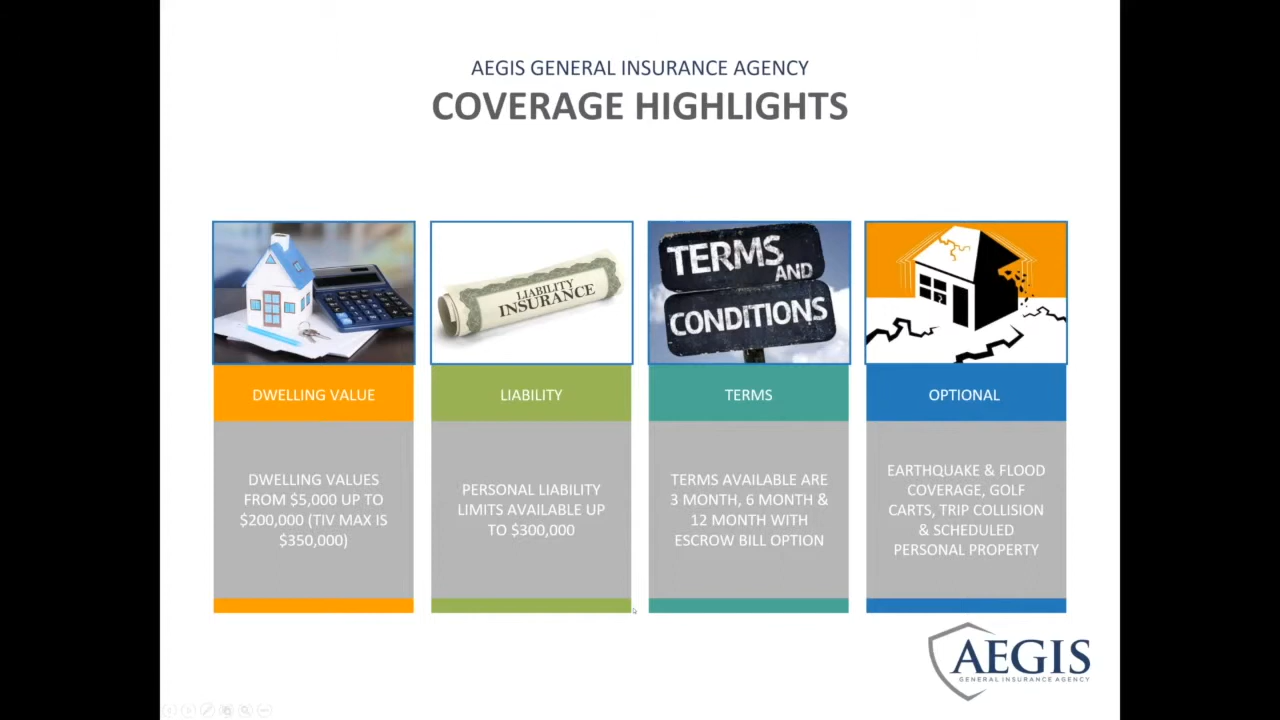 AEGIS GENERAL INSURANCE AGENCY
COVERAGE HIGHLIGHTS
LIABILITY
INSURANCE
TERMS
AND
CONDITIONS
DWELLING VALUE
DWELLING VALUES
FROM $5,000 UP TO
$200,000 (TIV MAX IS
$350,000)
LIABILITY
PERSONAL LIABILITY
LIMITS AVAILABLE UP
TO $300,000
TERMS
TERMS AVAILABLE ARE
3 MONTH, 6 MONTH &
12 MONTH WITH
ESCROW BILL OPTION
OPTIONAL
EARTHQUAKE & FLOOD
COVERAGE, GOLF
CARTS, TRIP COLLISION
& SCHEDULED
PERSONAL PROPERTY
AEGIS
GENERAL INSURANCE AGENCY